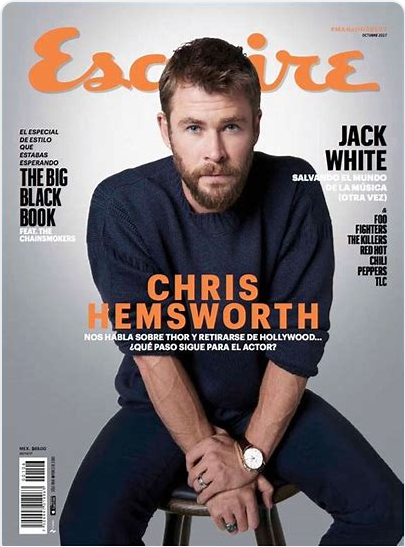 Esquire
OCTUBRE 2017
EL ESPECIAL
DE ESTILO
QUE
ESTABAS
ESPERANDO
THE BIG
BLACK
BOOK
FEAT. THE
CHAINSMOKERS
JACK
WHITE
SALVANDO EL MUNDO
DE LA MÚSICA
(OTRA VEZ)
&
FOO
FIGHTERS
THE KILLERS
RED HOT
CHILI
PEPPERS
TLC
CHRIS
HEMSWORTH
NOS HABLA SOBRE THOR Y RETIRARSE DE HOLLYWOOD...
¿QUÉ PASO SIGUE PARA EL ACTOR?